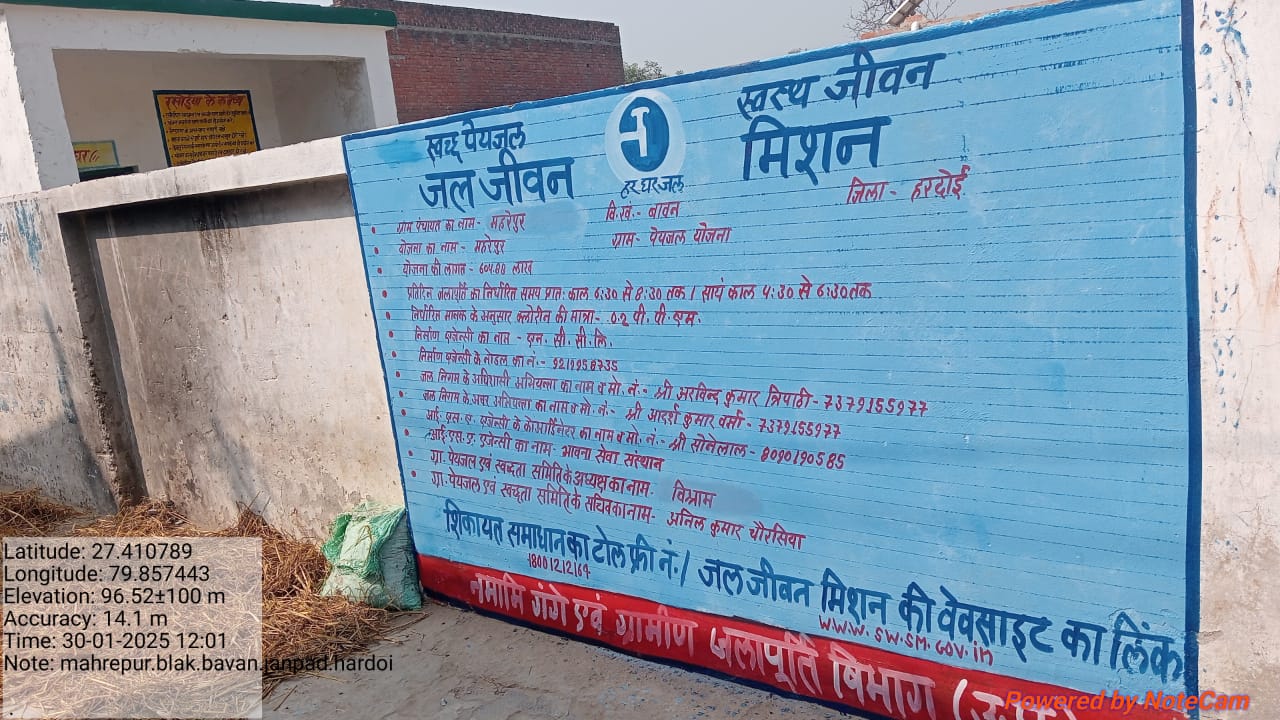 रसोइया के कर्तव्य
स्वच्छ पेयजल
जल जीवन
हर घर जल
स्वस्थ जीवन
मिशन
जिला - हरदोई
ग्राम पंचायत का नाम - महरेपुर
वि.खं.- बावन
योजना का नाम - महरेपुर
ग्राम - पेयजल योजना
योजना की लागत - लाख
प्रतिदिन जलापूर्ति का निर्धारित समय प्रातः काल 6:30 से 8:30 तक / सायं काल 4:30 से 6:30 तक
निर्धारित मानक के अनुसार क्लोरीन की मात्रा- 0.2 पी. पी. एम.
निर्माण एजेन्सी का नाम - एन. सी. सी. लि.
निर्माण एजेन्सी के नोडल का नं:-
जल निगम के अधिशासी अभियन्ता का नाम व मो. नं:- श्री अरविन्द कुमार त्रिपाठी- 7379155977
जल निगम के अवर अभियन्ता का नाम व मो. नं:- श्री आदर्श कुमार वर्मा - 7379155977
आई. एस. ए. एजेन्सी के कोआर्डिनेटर का नाम व मो. नं.- श्री सोनेलाल - 8090190585
आई. एस. ए. एजेन्सी का नाम- भावना सेवा संस्थान
ग्रा. पेयजल एवं स्वच्छता समिति के अध्यक्ष का नाम- विश्राम
ग्रा. पेयजल एवं स्वच्छता समिति के सचिव का नाम- अनिल कुमार चौरसिया
शिकायत समाधान का टोल फ्री नं. / जल जीवन मिशन की वेवसाइट का लिंक
18001212164
www.swsm.gov.in
नमामि गंगे एवं ग्रामीण जलापूर्ति विभाग
Latitude: 27.410789
Longitude: 79.857443
Elevation: 96.52±100 m
Accuracy: 14.1 m
Time: 30-01-2025 12:01
Note: mahrepur.blak.bavan.janpad.hardoi
Powered by NoteCam